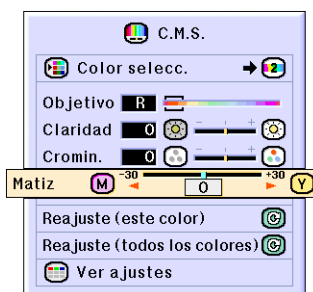 C.M.S.
Color selecc. 2
Objetivo R
Claridad 0 - +
Cromin. 0 - +
Matiz M -30 0 +30 Y
Reajuste (este color)
Reajuste (todos los colores)
Ver ajustes